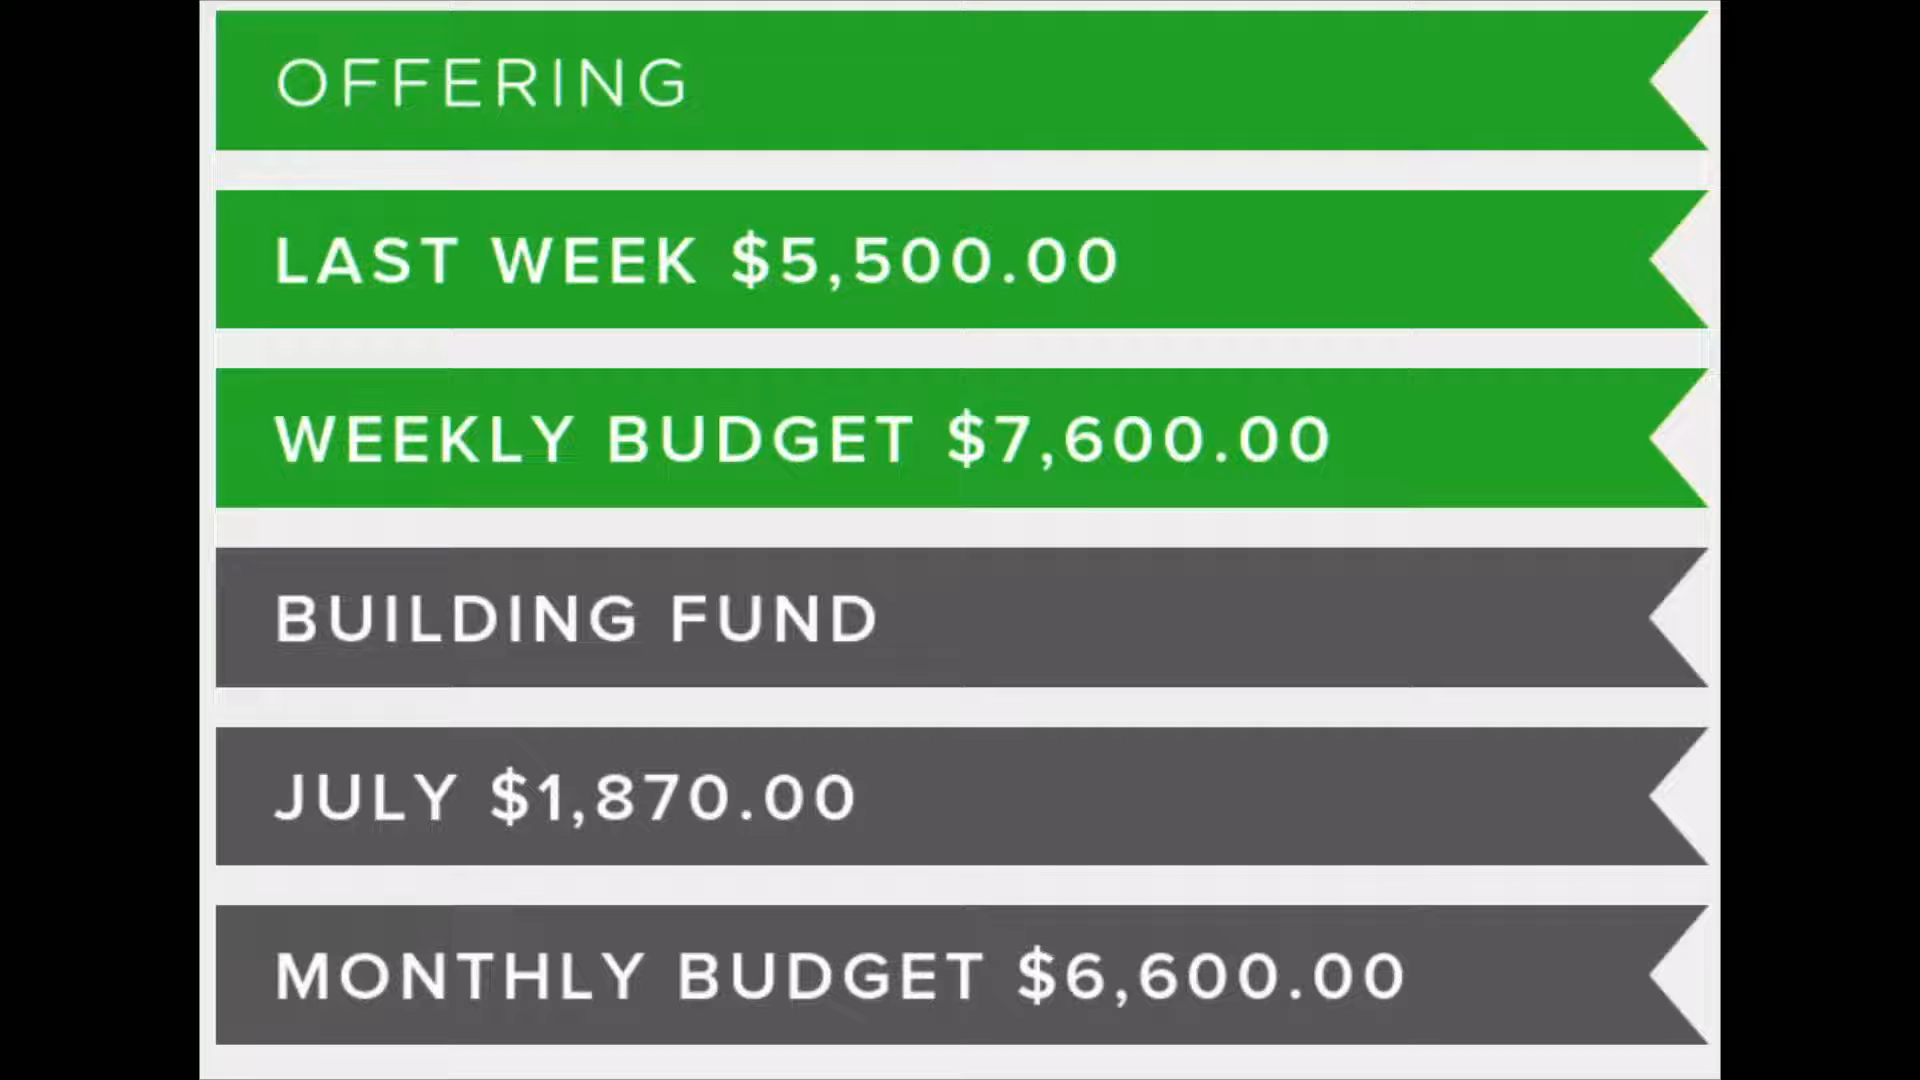 OFFERING
LAST WEEK $5,500.00
WEEKLY BUDGET $7,600.00
BUILDING FUND
JULY $1,870.00
MONTHLY BUDGET $6,600.00